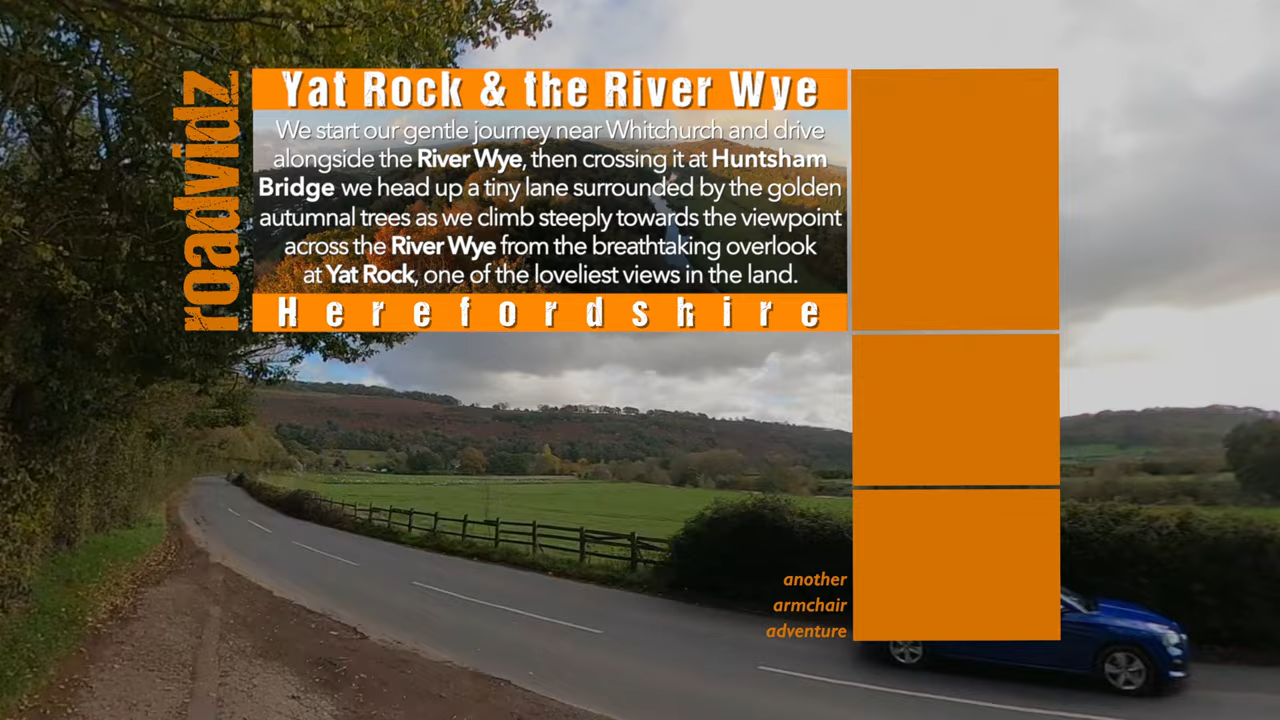 roadvidz
Yat Rock & the River Wye
We start our gentle journey near Whitchurch and drive
alongside the River Wye, then crossing it at Huntsham
Bridge we head up a tiny lane surrounded by the golden
autumnal trees as we climb steeply towards the viewpoint
across the River Wye from the breathtaking overlook
at Yat Rock, one of the loveliest views in the land.
Herefordshire
another
armchair
adventure